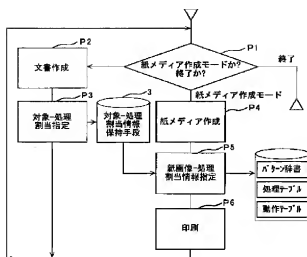 P1
紙メディア作成モードか?
終了か?
終了
P2
文書作成
紙メディア作成モード
P3
対象-処理
割当指定
3
対象-処理
割当情報
保持手段
P4
紙メディア作成
P5
紙画像-処理
割当情報指定
パターン辞書
処理テーブル
動作テーブル
P6
印刷